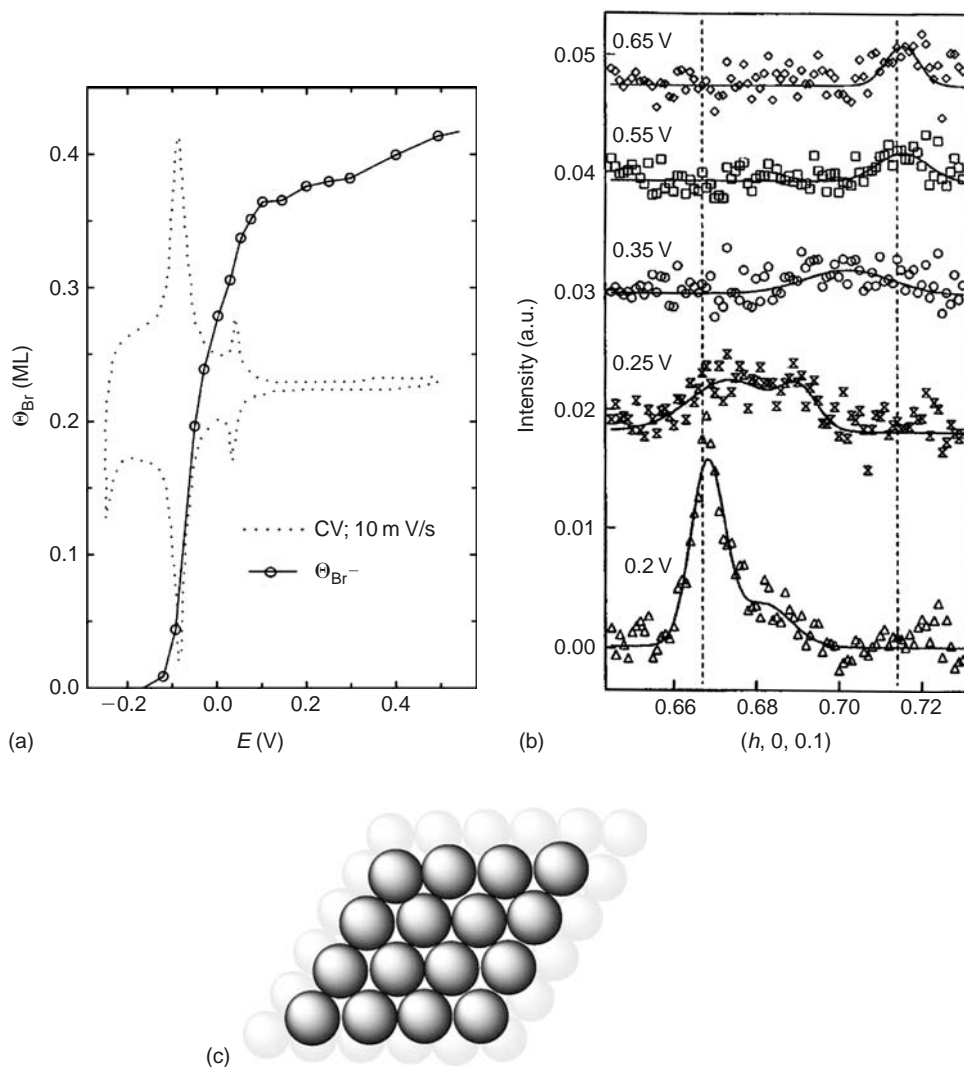 0.4
0.3
0.2
0.1
0.0
Θ_Br (ML)
CV; 10 m V/s
Θ_Br⁻
−0.2 0.0 0.2 0.4
(a) E (V)
0.05
0.04
0.03
0.02
0.01
0.00
Intensity (a.u.)
0.65 V
0.55 V
0.35 V
0.25 V
0.2 V
0.66 0.68 0.70 0.72
(b) (h, 0, 0.1)
(c)